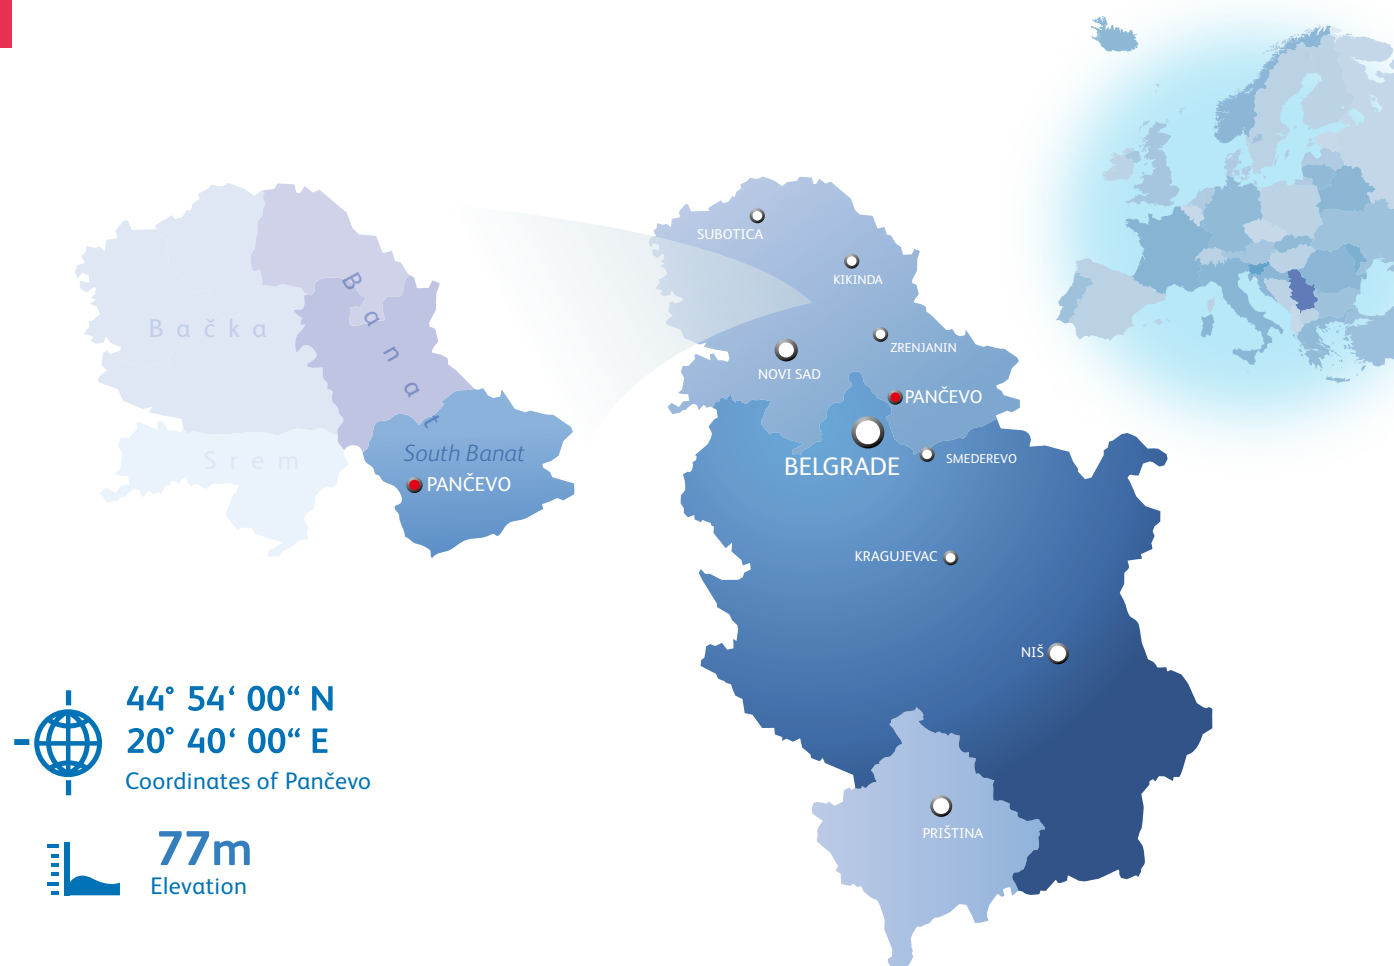 SUBOTICA
KIKINDA
ZRENJANIN
NOVI SAD
PANČEVO
BELGRADE
SMEDEREVO
KRAGUJEVAC
NIŠ
PRIŠTINA
Bačka
Banat
Srem
South Banat
PANČEVO
44° 54‘ 00“ N
20° 40‘ 00“ E
Coordinates of Pančevo
77m
Elevation